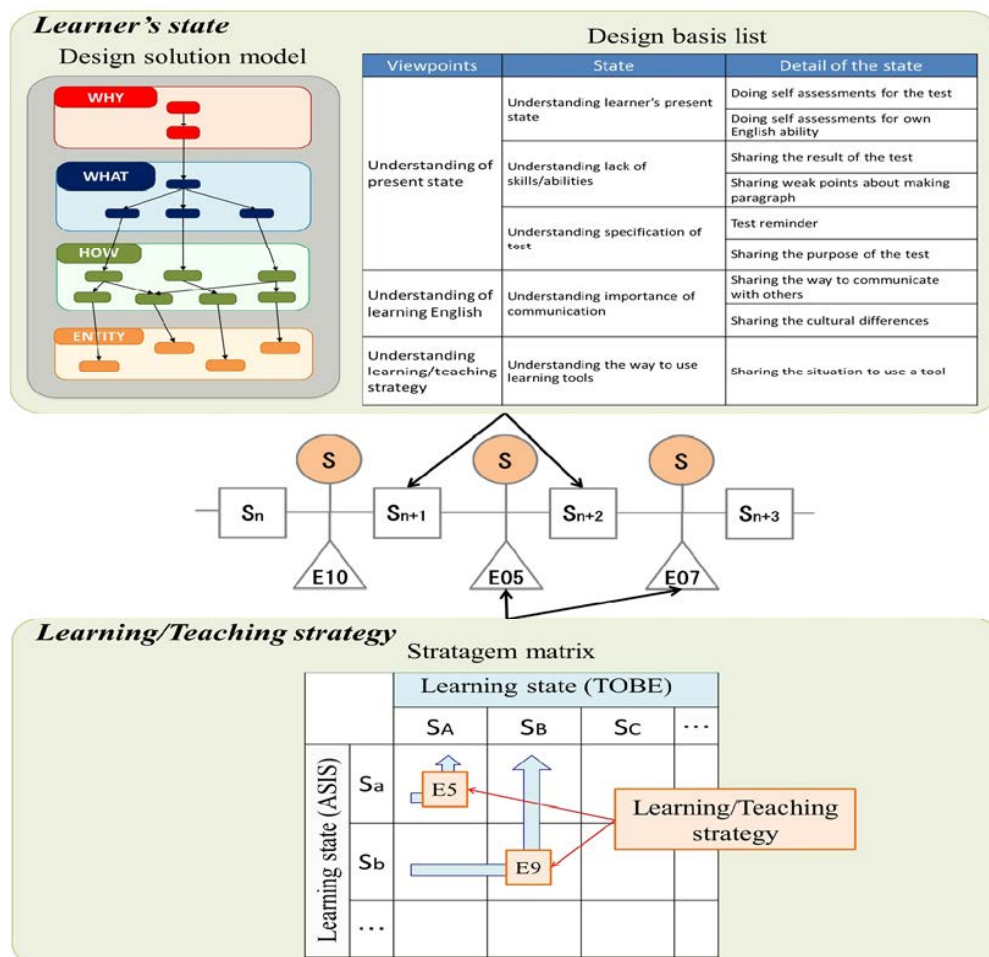 Learner's state
Design solution model
WHY
WHAT
HOW
ENTITY
Design basis list
Viewpoints
State
Detail of the state
Understanding of
present state
Understanding learner's present
state
Doing self assessments for the test
Doing self assessments for own
English ability
Understanding lack of
skills/abilities
Sharing the result of the test
Sharing weak points about making
paragraph
Understanding specification of
test
Test reminder
Sharing the purpose of the test
Understanding of
learning English
Understanding importance of
communication
Sharing the way to communicate
with others
Sharing the cultural differences
Understanding
learning/teaching
strategy
Understanding the way to use
learning tools
Sharing the situation to use a tool
S
S
S
Sn
Sn+1
Sn+2
Sn+3
E10
E05
E07
Learning/Teaching strategy
Stratagem matrix
Learning state (TOBE)
SA
SB
SC
...
Learning state (ASIS)
Sa
E5
Sb
E9
...
Learning/Teaching
strategy